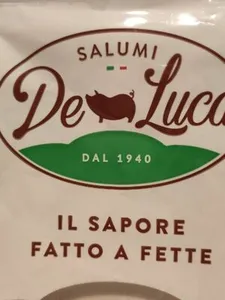 SALUMI
De Luca
DAL 1940
IL SAPORE
FATTO A FETTE